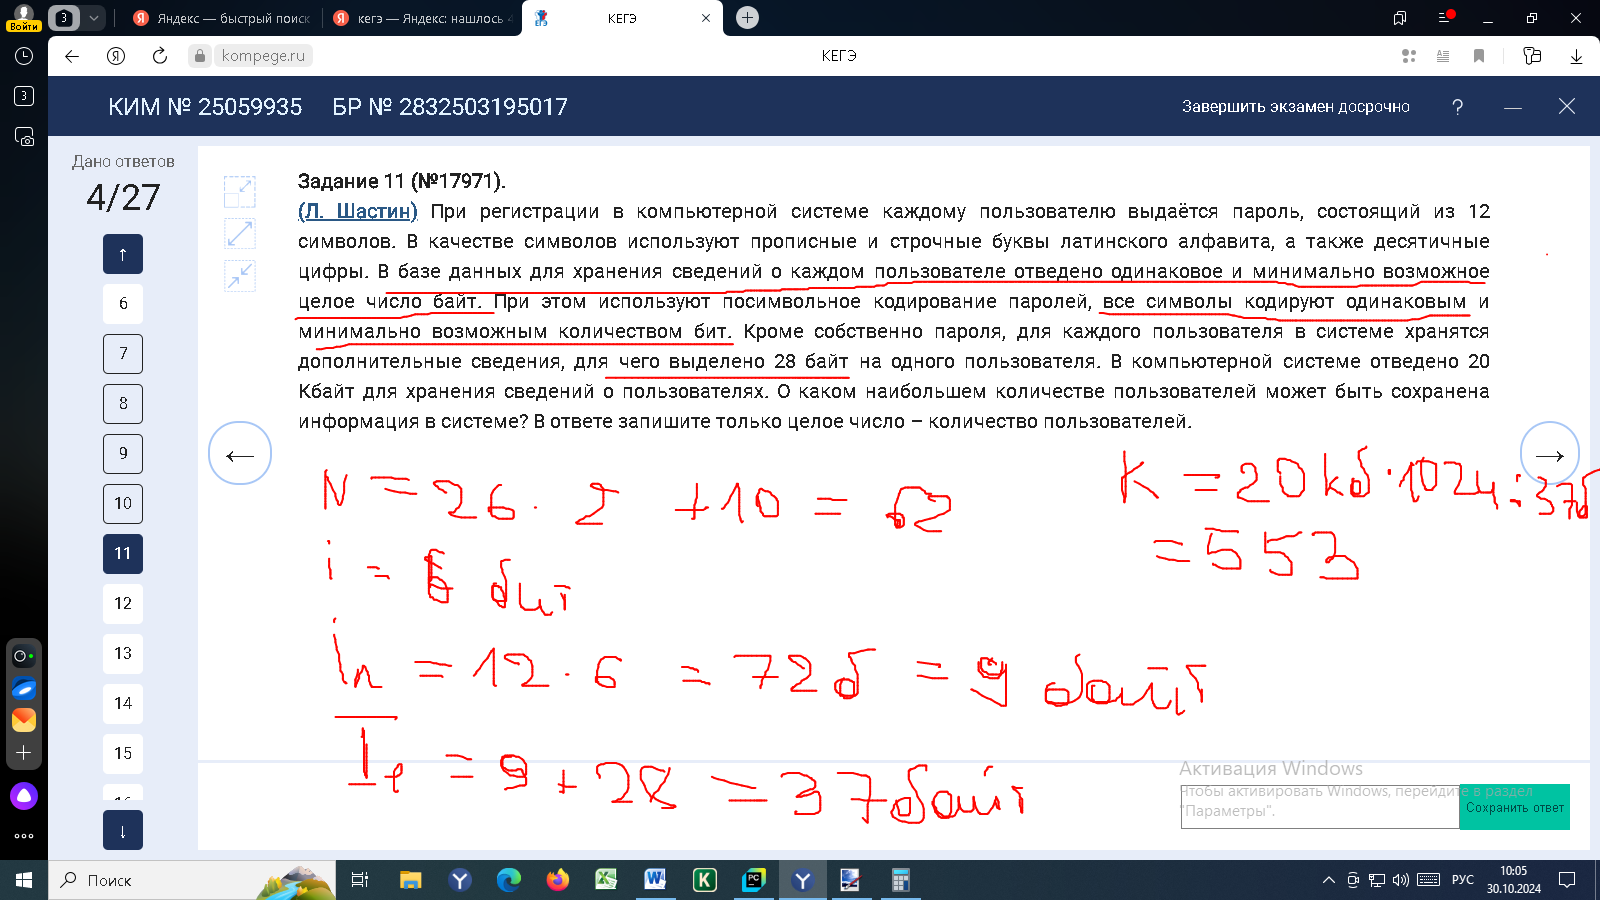 Войти
3
Яндекс — быстрый поиск
кегэ — Яндекс: нашлось 4
КЕГЭ
kompege.ru
КЕГЭ
3
КИМ № 25059935 БР № 2832503195017
Завершить экзамен досрочно ?
Дано ответов
4/27
↑
6
7
8
9
10
11
12
13
14
15
↓
Задание 11 (№17971).
(Л. Шастин) При регистрации в компьютерной системе каждому пользователю выдаётся пароль, состоящий из 12
символов. В качестве символов используют прописные и строчные буквы латинского алфавита, а также десятичные
цифры. В базе данных для хранения сведений о каждом пользователе отведено одинаковое и минимально возможное
целое число байт. При этом используют посимвольное кодирование паролей, все символы кодируют одинаковым и
минимально возможным количеством бит. Кроме собственно пароля, для каждого пользователя в системе хранятся
дополнительные сведения, для чего выделено 28 байт на одного пользователя. В компьютерной системе отведено 20
Кбайт для хранения сведений о пользователях. О каком наибольшем количестве пользователей может быть сохранена
информация в системе? В ответе запишите только целое число – количество пользователей.
N = 26 · 2 + 10 = 62
K = 20 кб · 1024 : 37б
= 553
i = 6 бит
= 12 · 6 = 72 б = 9 байт
= 9 + 28 = 37 байт
Активация Windows
Чтобы активировать Windows, перейдите в раздел
"Параметры".
Сохранить ответ
Поиск
РУС
10:05
30.10.2024